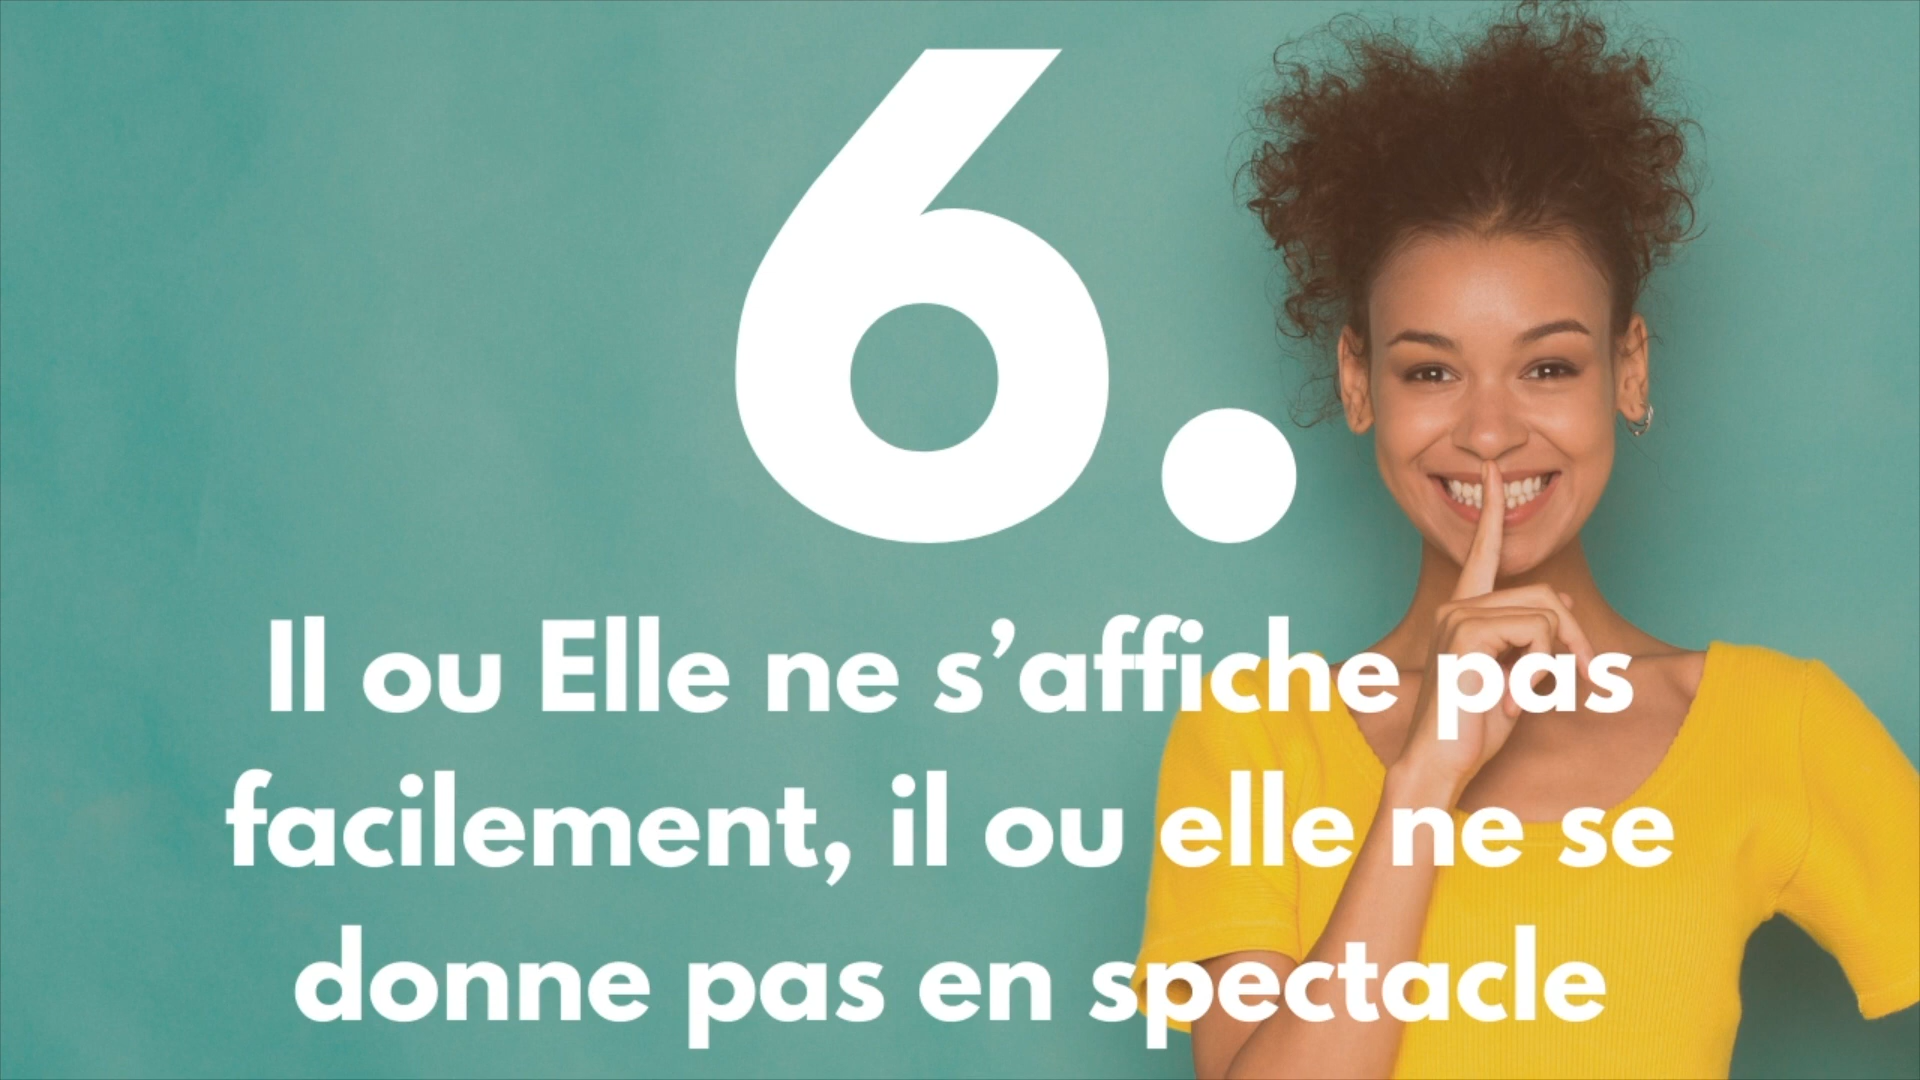 6.
Il ou Elle ne s’affiche pas
facilement, il ou elle ne se
donne pas en spectacle